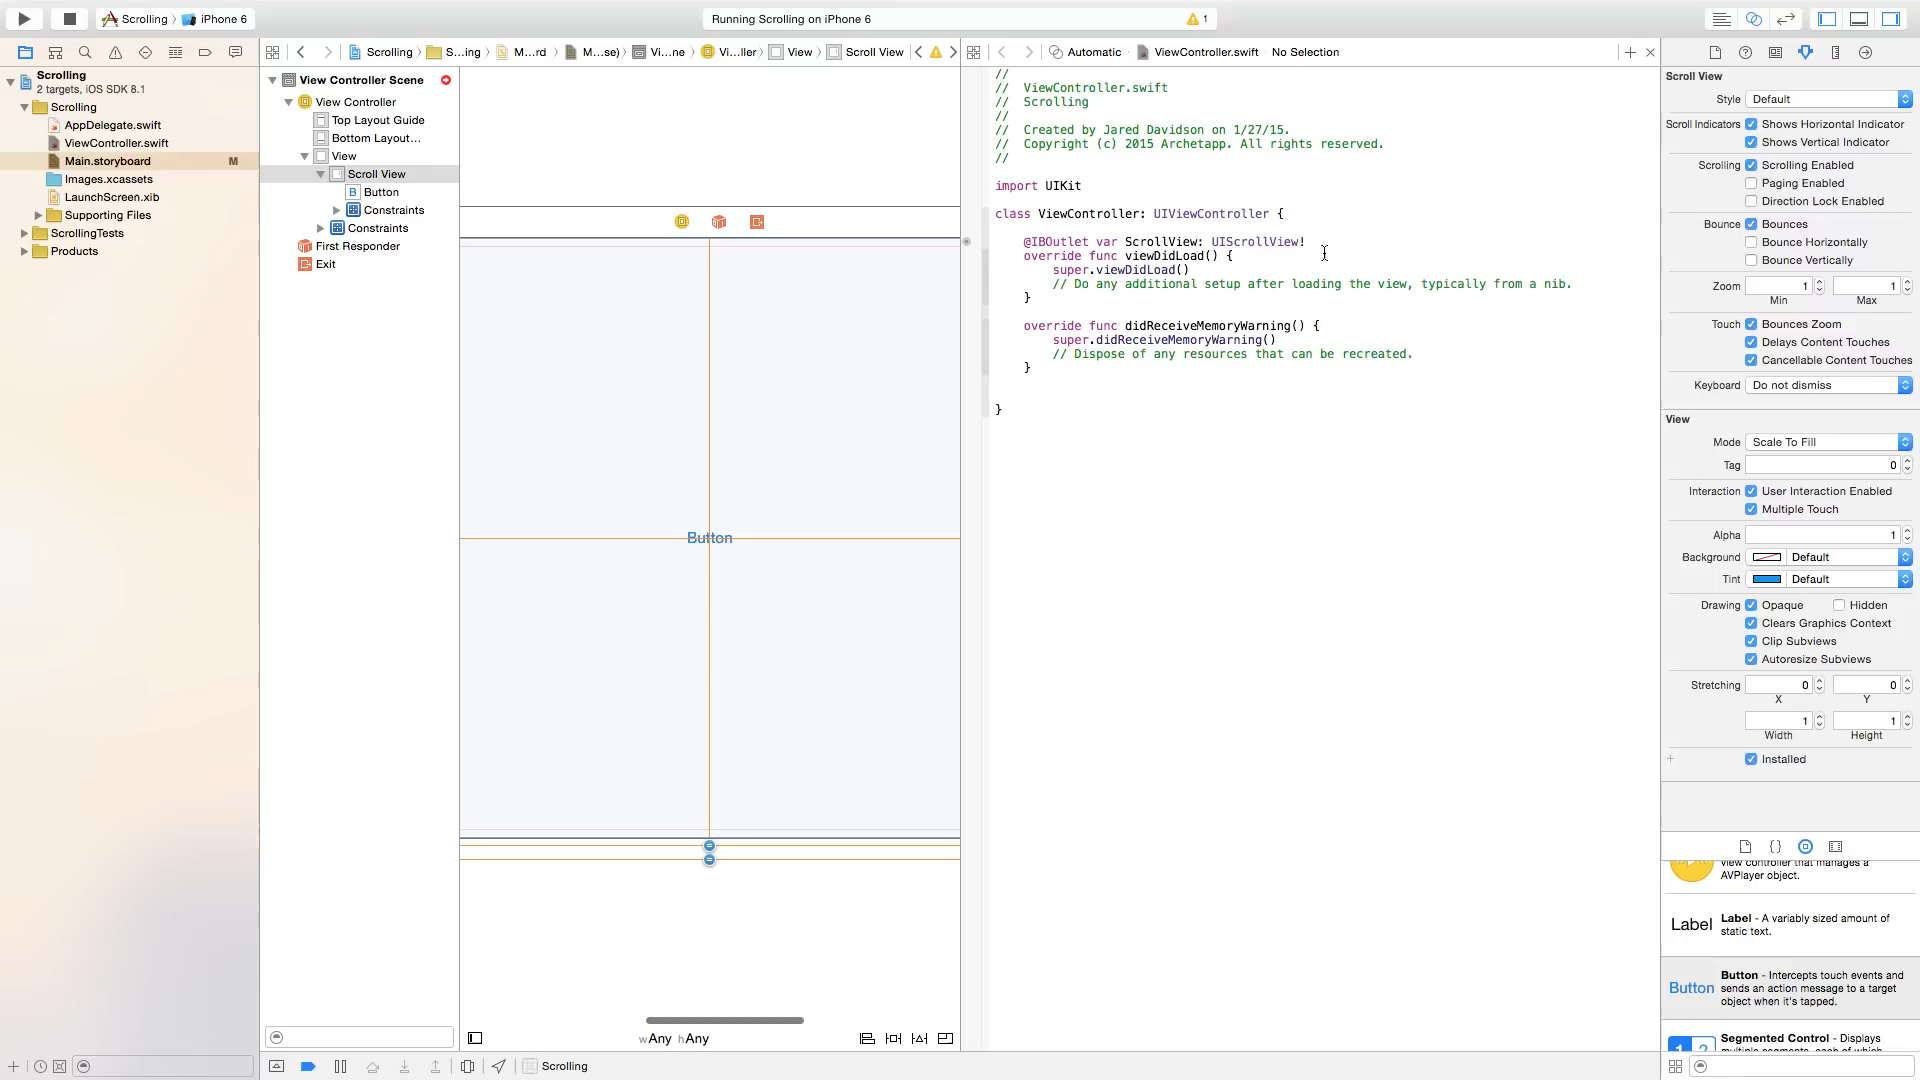 Scrolling
iPhone 6
Running Scrolling on iPhone 6
1
Scrolling
S...ing
M...rd
M...se)
Vi...ne
Vi...ller
View
Scroll View
Automatic
ViewController.swift
No Selection
Scrolling
2 targets, iOS SDK 8.1
Scrolling
AppDelegate.swift
ViewController.swift
Main.storyboard
M
Images.xcassets
LaunchScreen.xib
Supporting Files
ScrollingTests
Products
View Controller Scene
View Controller
Top Layout Guide
Bottom Layout...
View
Scroll View
B Button
Constraints
Constraints
First Responder
Exit
Button
wAny hAny
Scrolling
//
// ViewController.swift
// Scrolling
//
// Created by Jared Davidson on 1/27/15.
// Copyright (c) 2015 Archetapp. All rights reserved.
//
import UIKit
class ViewController: UIViewController {
@IBOutlet var ScrollView: UIScrollView!
override func viewDidLoad() {
super.viewDidLoad()
// Do any additional setup after loading the view, typically from a nib.
}
override func didReceiveMemoryWarning() {
super.didReceiveMemoryWarning()
// Dispose of any resources that can be recreated.
}
}
Scroll View
Style Default
Scroll Indicators Shows Horizontal Indicator
Shows Vertical Indicator
Scrolling Scrolling Enabled
Paging Enabled
Direction Lock Enabled
Bounce Bounces
Bounce Horizontally
Bounce Vertically
Zoom 1 1
Min Max
Touch Bounces Zoom
Delays Content Touches
Cancellable Content Touches
Keyboard Do not dismiss
View
Mode Scale To Fill
Tag 0
Interaction User Interaction Enabled
Multiple Touch
Alpha 1
Background Default
Tint Default
Drawing Opaque Hidden
Clears Graphics Context
Clip Subviews
Autoresize Subviews
Stretching 0 0
X Y
1 1
Width Height
Installed
{ }
view controller that manages a
AVPlayer object.
Label
Label - A variably sized amount of
static text.
Button
Button - Intercepts touch events and
sends an action message to a target
object when it's tapped.
1 2
Segmented Control - Displays
multiple segments, each of which